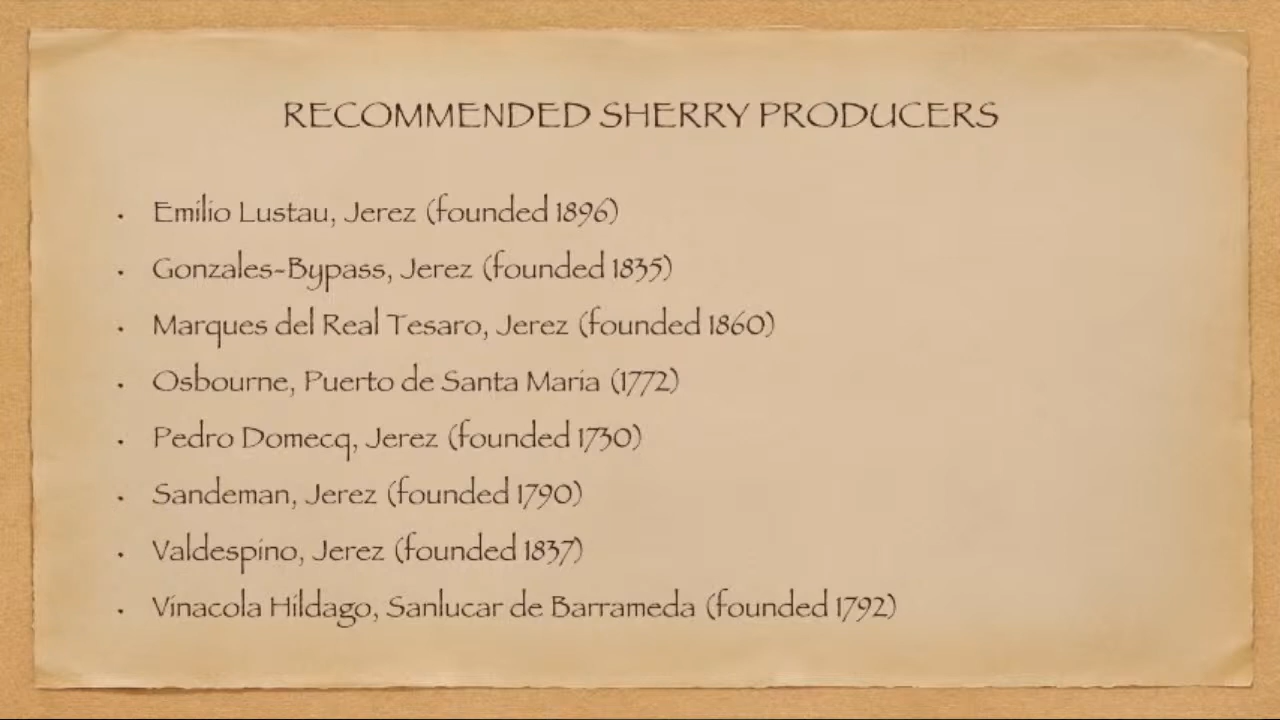 RECOMMENDED SHERRY PRODUCERS
• Emilio Lustau, Jerez (founded 1896)
• Gonzales-Bypass, Jerez (founded 1835)
• Marques del Real Tesaro, Jerez (founded 1860)
• Osbourne, Puerto de Santa Maria (1772)
• Pedro Domecq, Jerez (founded 1730)
• Sandeman, Jerez (founded 1790)
• Valdespino, Jerez (founded 1837)
• Vinacola Hildago, Sanlucar de Barrameda (founded 1792)